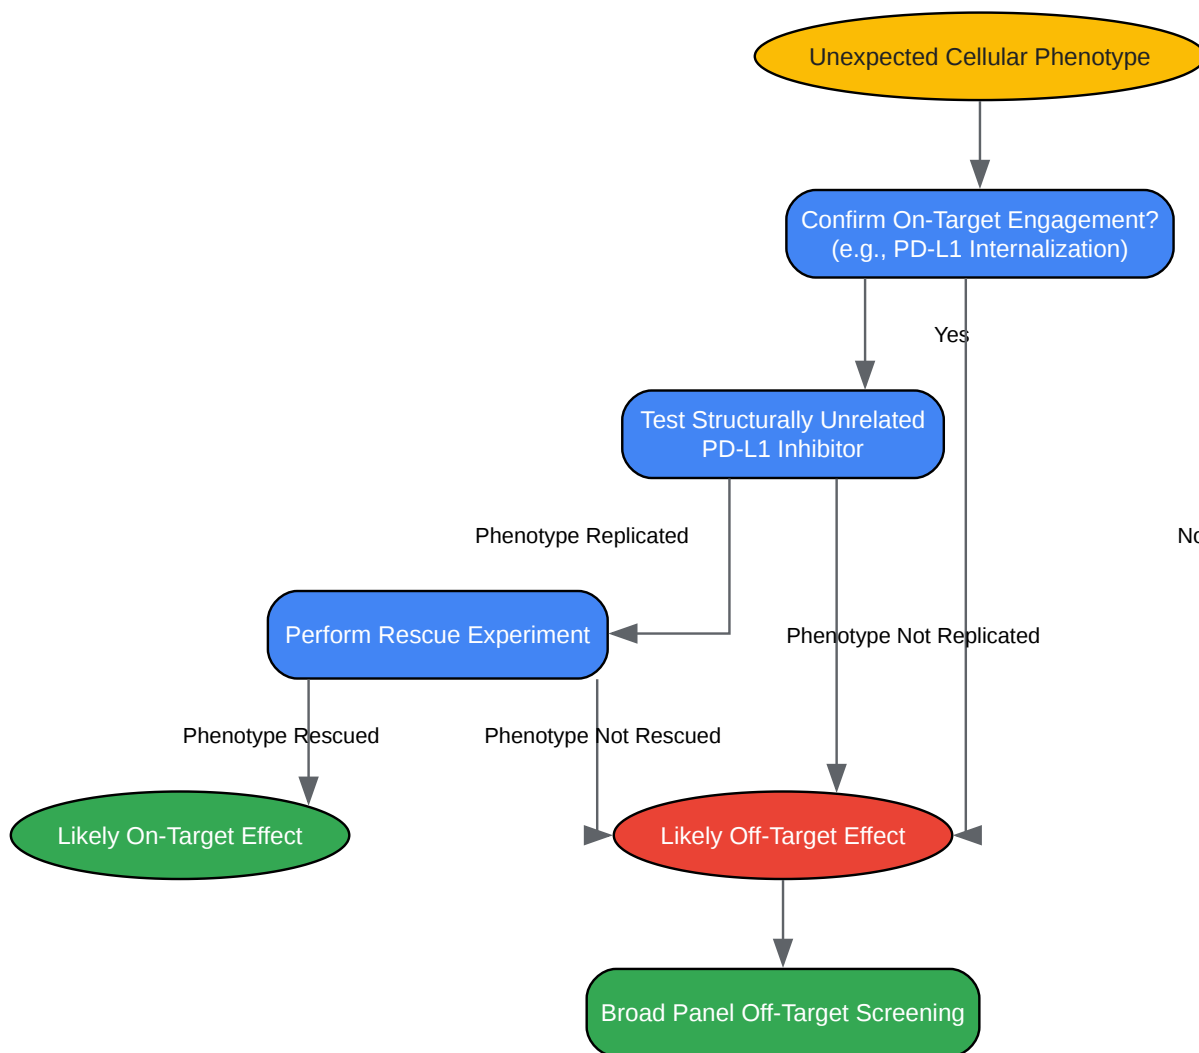 Unexpected Cellular Phenotype
Confirm On-Target Engagement?
(e.g., PD-L1 Internalization)
Yes
Test Structurally Unrelated
PD-L1 Inhibitor
Phenotype Replicated
No
Perform Rescue Experiment
Phenotype Not Replicated
Phenotype Rescued
Phenotype Not Rescued
Likely On-Target Effect
Likely Off-Target Effect
Broad Panel Off-Target Screening